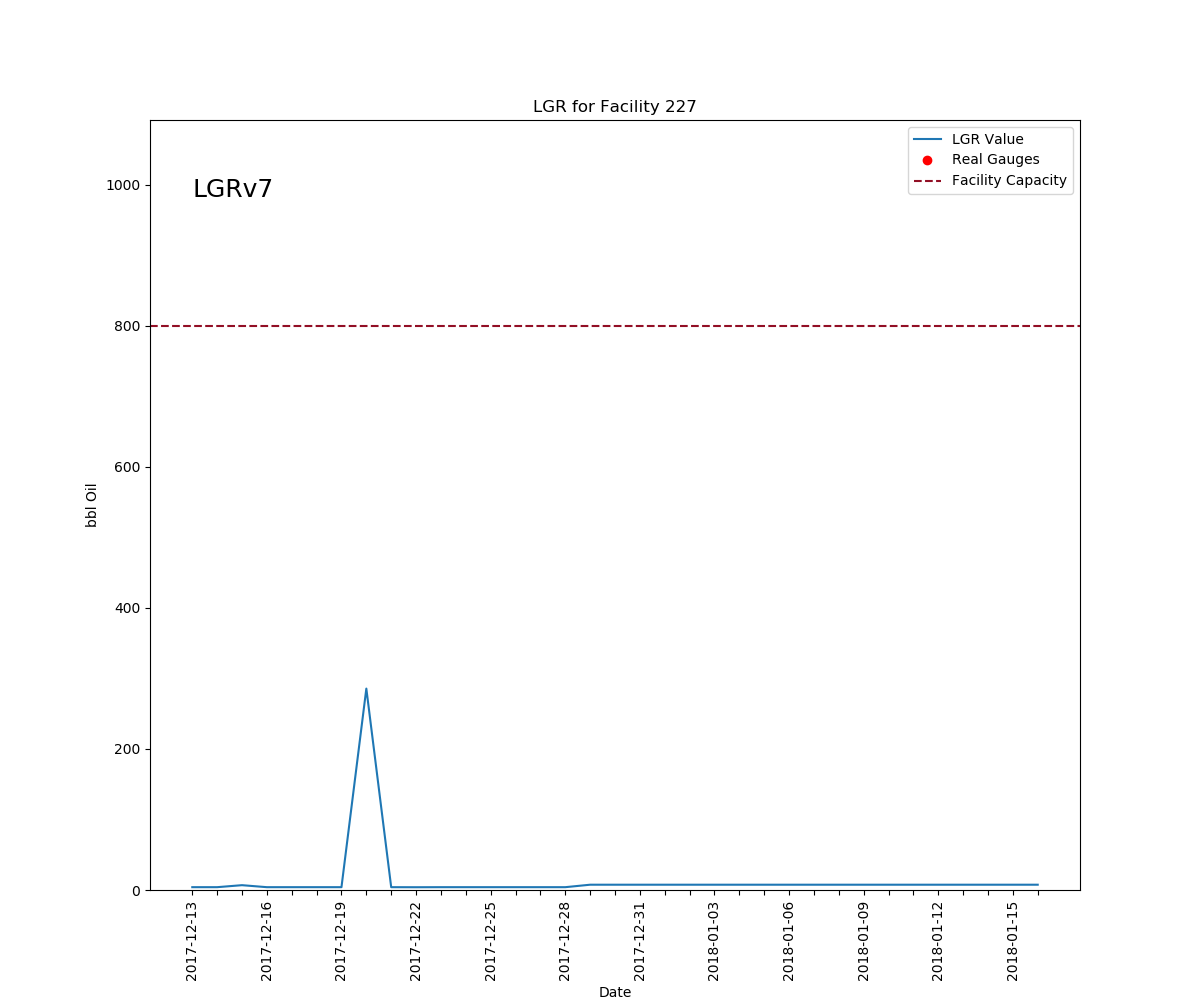 LGR for Facility 227
LGRv7
LGR Value
Real Gauges
Facility Capacity
1000
800
600
400
200
0
bbl Oil
2017-12-13
2017-12-16
2017-12-19
2017-12-22
2017-12-25
2017-12-28
2017-12-31
2018-01-03
2018-01-06
2018-01-09
2018-01-12
2018-01-15
Date